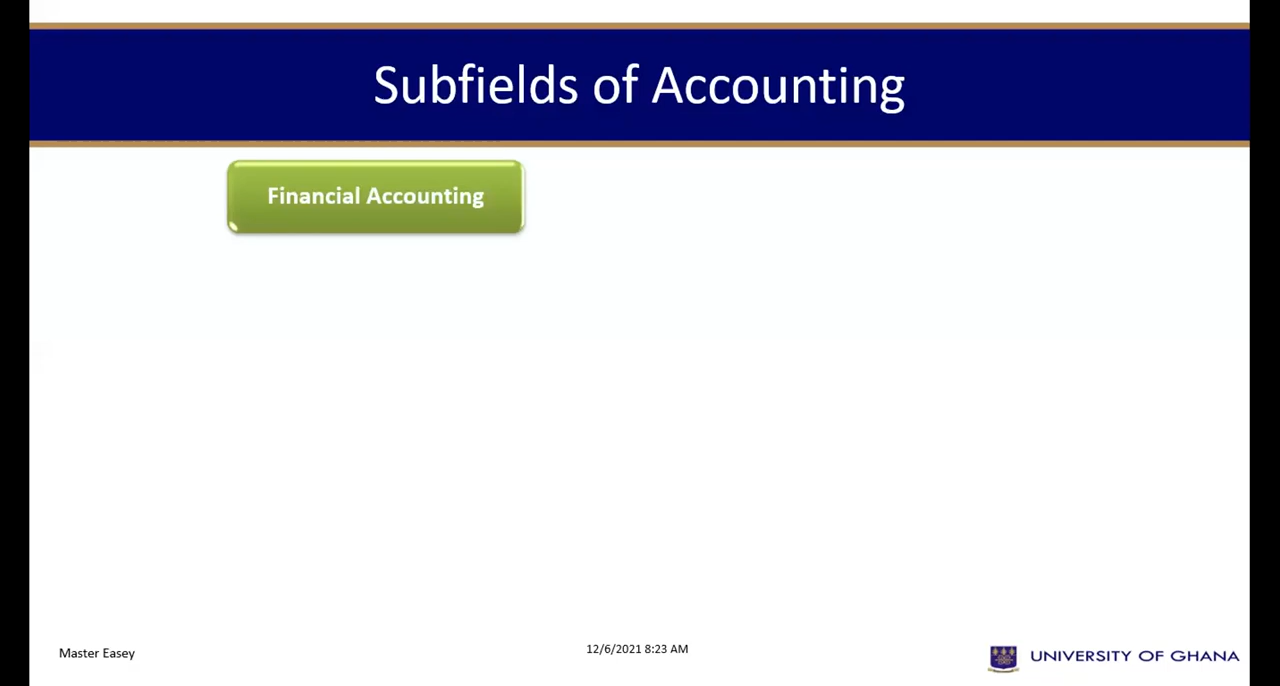 Subfields of Accounting
Financial Accounting
Master Easey
12/6/2021 8:23 AM
UNIVERSITY OF GHANA